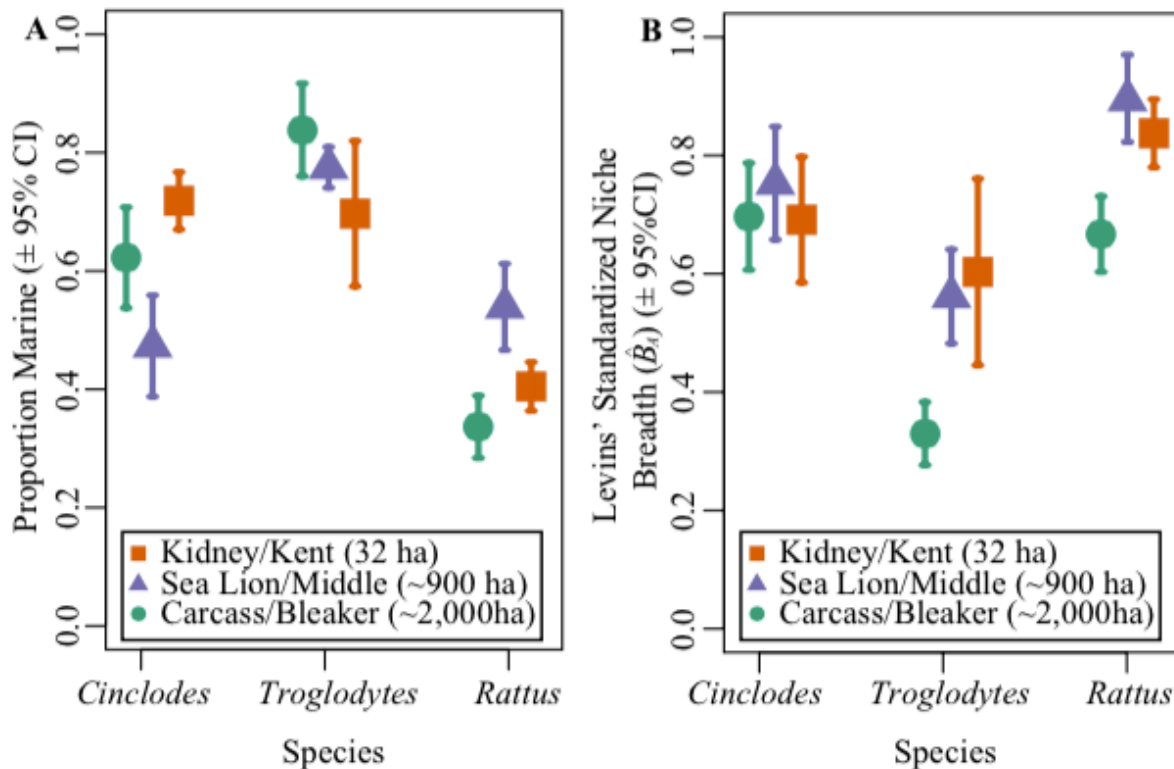 A
Proportion Marine (± 95% CI)
1.0
0.8
0.6
0.4
0.2
0.0
Kidney/Kent (32 ha)
Sea Lion/Middle (~900 ha)
Carcass/Bleaker (~2,000ha)
Cinclodes Troglodytes Rattus
Species
B
Levins' Standardized Niche
Breadth (B̂A) (± 95%CI)
1.0
0.8
0.6
0.4
0.2
0.0
Kidney/Kent (32 ha)
Sea Lion/Middle (~900 ha)
Carcass/Bleaker (~2,000ha)
Cinclodes Troglodytes Rattus
Species